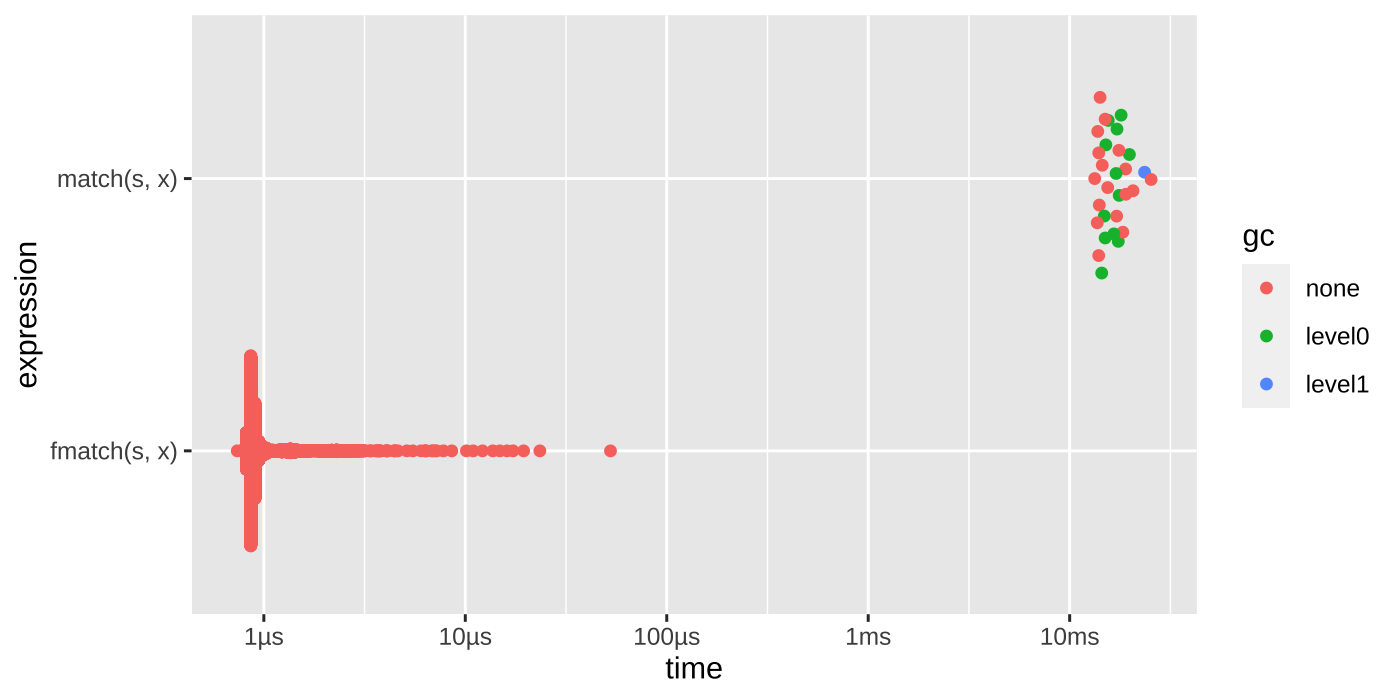 expression
match(s, x)
fmatch(s, x)
1µs
10µs
100µs
1ms
10ms
time
gc
none
level0
level1